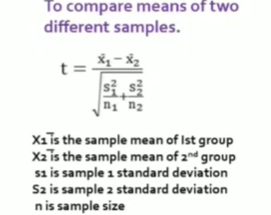 To compare means of two
different samples.
t = (x̄₁ − x̄₂) / √(s₁²/n₁ + s₂²/n₂)
X1 is the sample mean of Ist group
X2 is the sample mean of 2nd group
s1 is sample 1 standard deviation
S2 is sample 2 standard deviation
n is sample size